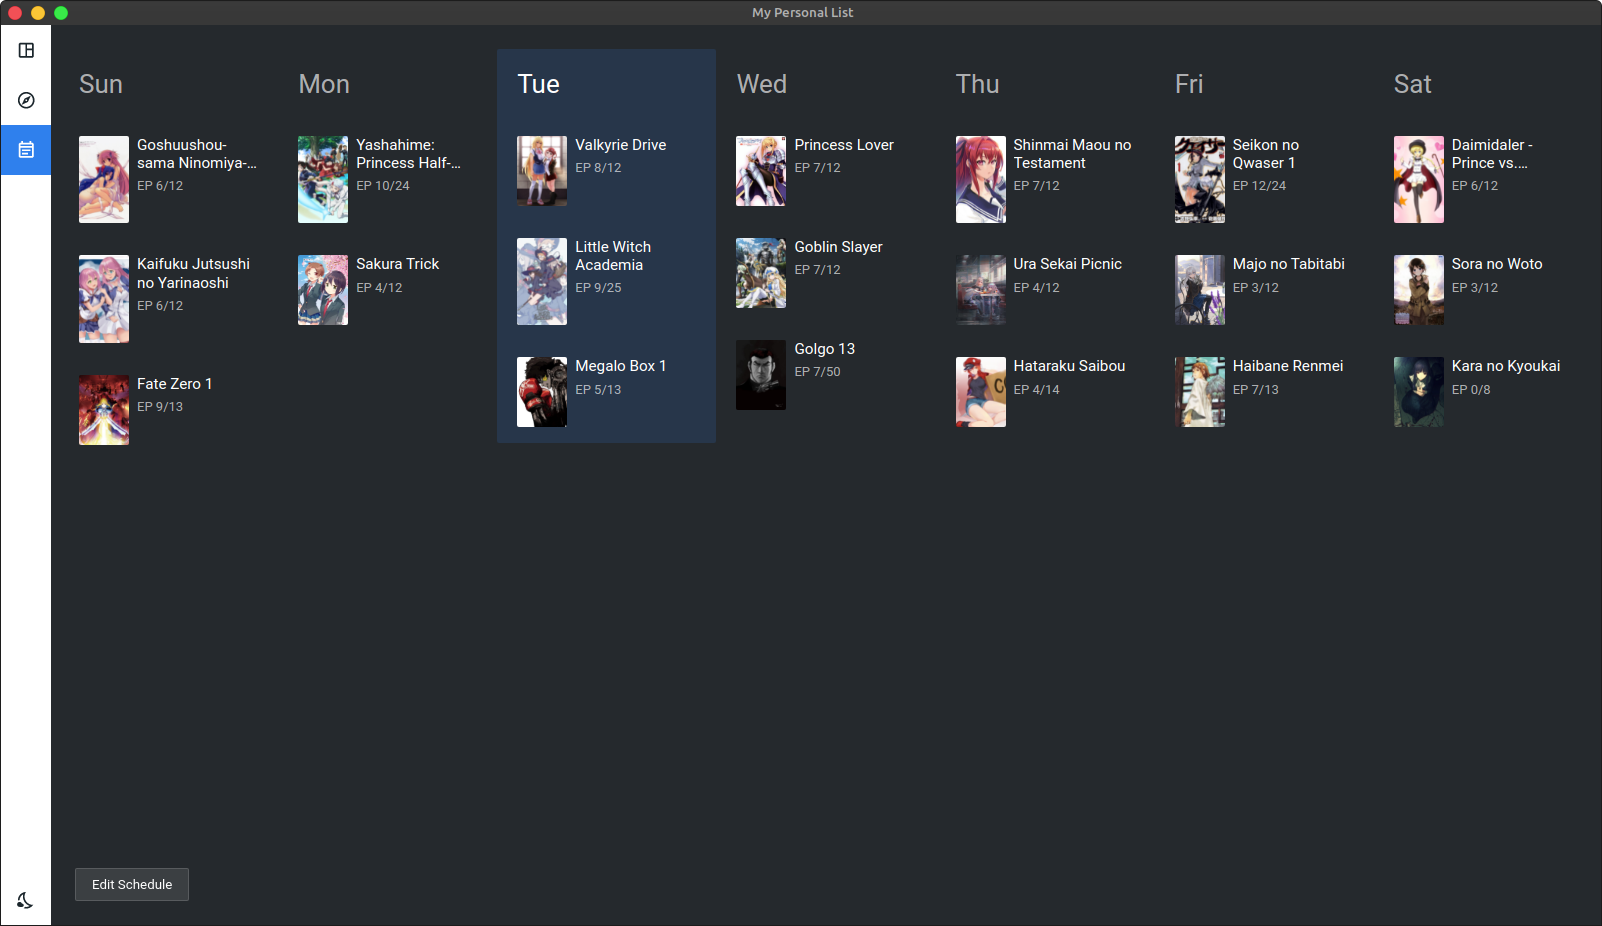 My Personal List
Sun
Goshuushou-
sama Ninomiya-...
EP 6/12
Kaifuku Jutsushi
no Yarinaoshi
EP 6/12
Fate Zero 1
EP 9/13
Mon
Yashahime:
Princess Half-...
EP 10/24
Sakura Trick
EP 4/12
Tue
Valkyrie Drive
EP 8/12
Little Witch
Academia
EP 9/25
Megalo Box 1
EP 5/13
Wed
Princess Lover
EP 7/12
Goblin Slayer
EP 7/12
Golgo 13
EP 7/50
Thu
Shinmai Maou no
Testament
EP 7/12
Ura Sekai Picnic
EP 4/12
Hataraku Saibou
EP 4/14
Fri
Seikon no
Qwaser 1
EP 12/24
Majo no Tabitabi
EP 3/12
Haibane Renmei
EP 7/13
Sat
Daimidaler -
Prince vs....
EP 6/12
Sora no Woto
EP 3/12
Kara no Kyoukai
EP 0/8
Edit Schedule